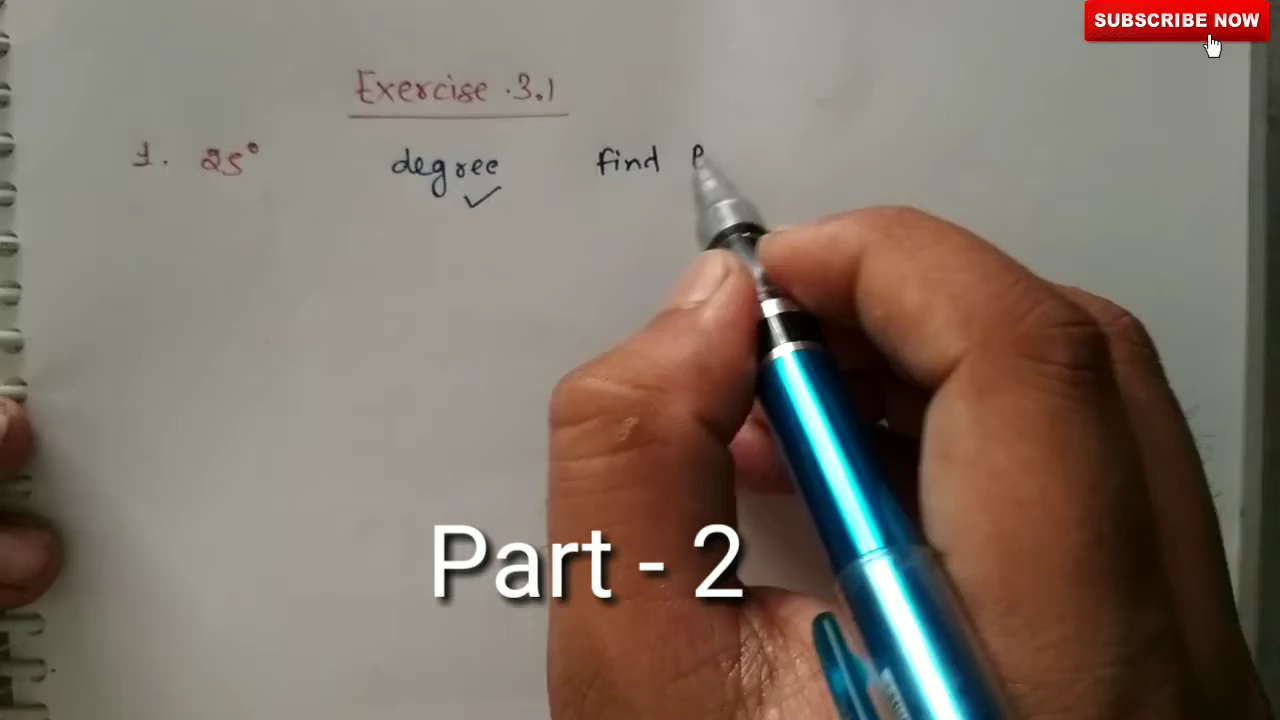 SUBSCRIBE NOW
Exercise .3.1
1. 25° degree find
Part - 2